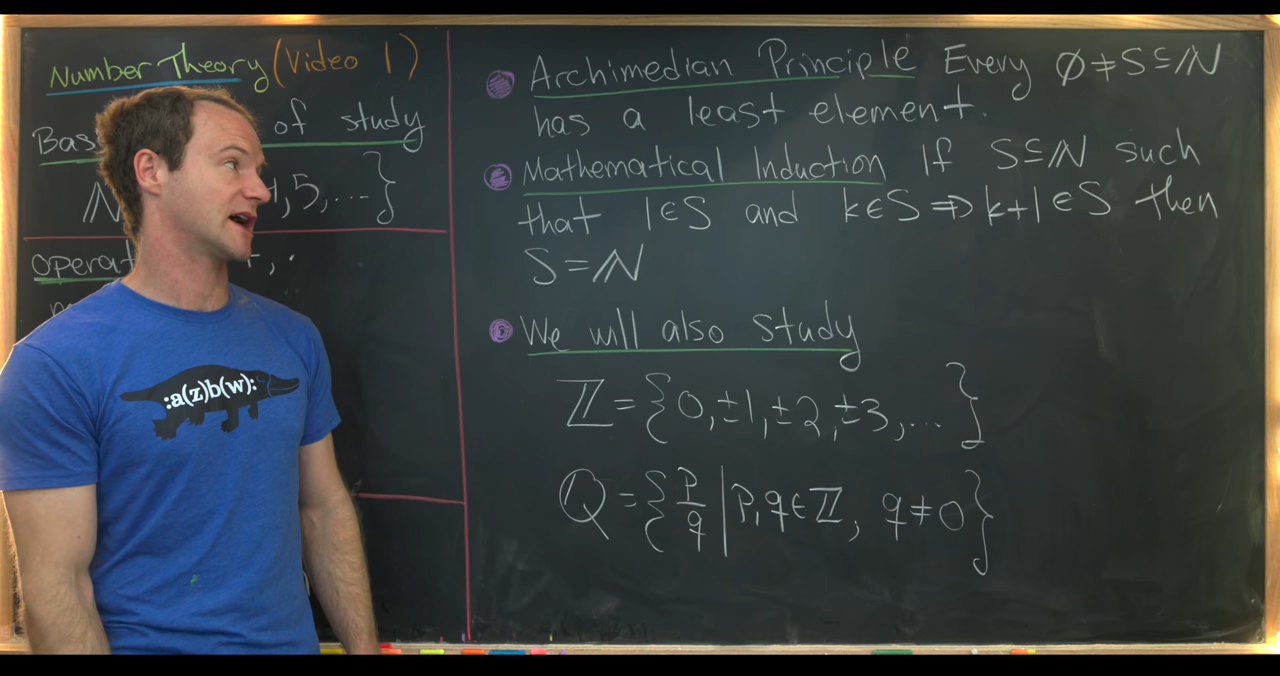 Number Theory (Video 1)
of study
ℕ 5, ... }
+, ·
Archimedian Principle Every ∅ ≠ S ⊆ ℕ
has a least element.
Mathematical Induction If S ⊆ ℕ such
that 1 ∈ S and k ∈ S ⇒ k+1 ∈ S then
S = ℕ
We will also study
ℤ = {0, ±1, ±2, ±3, ... }
ℚ = { p/q | p, q ∈ ℤ, q ≠ 0 }
:a(z)b(w):